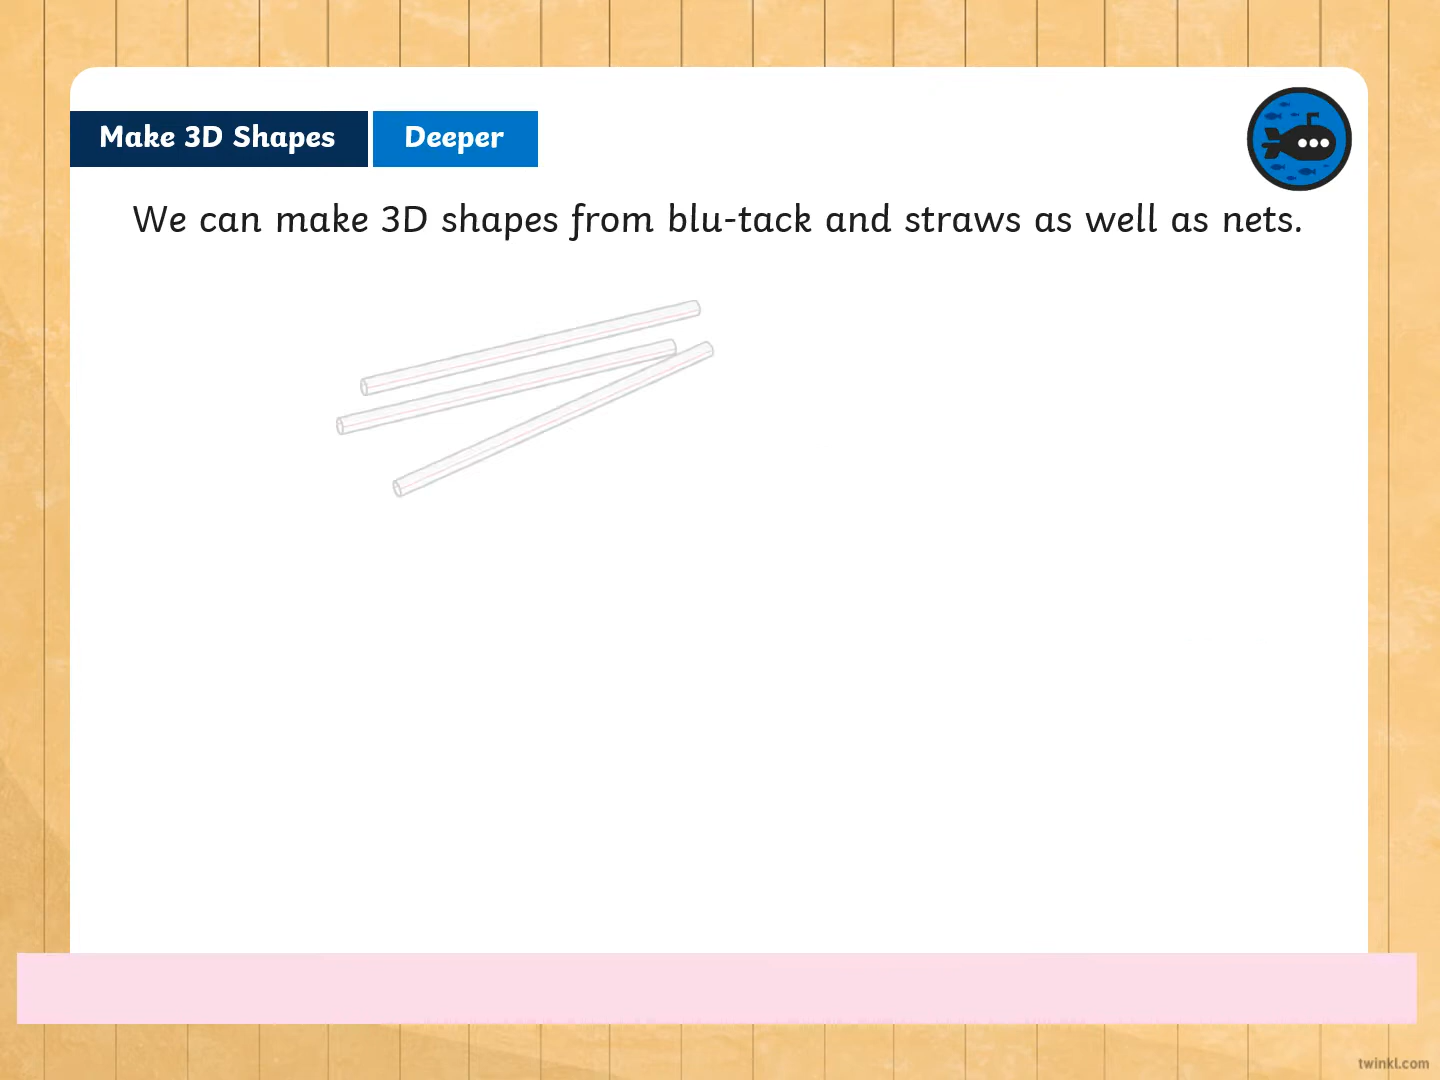 Make 3D Shapes
Deeper
We can make 3D shapes from blu-tack and straws as well as nets.
twinkl.com